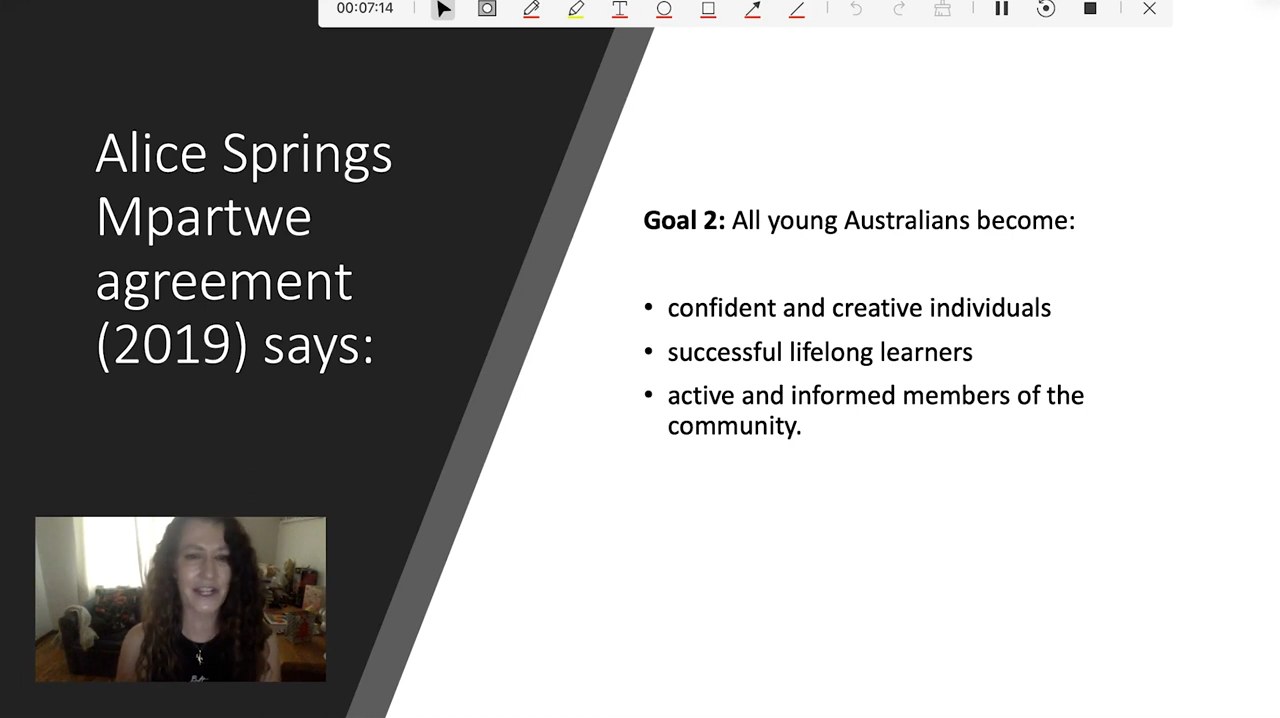 00:07:14
Alice Springs
Mpartwe
agreement
(2019) says:
Goal 2: All young Australians become:
• confident and creative individuals
• successful lifelong learners
• active and informed members of the
community.